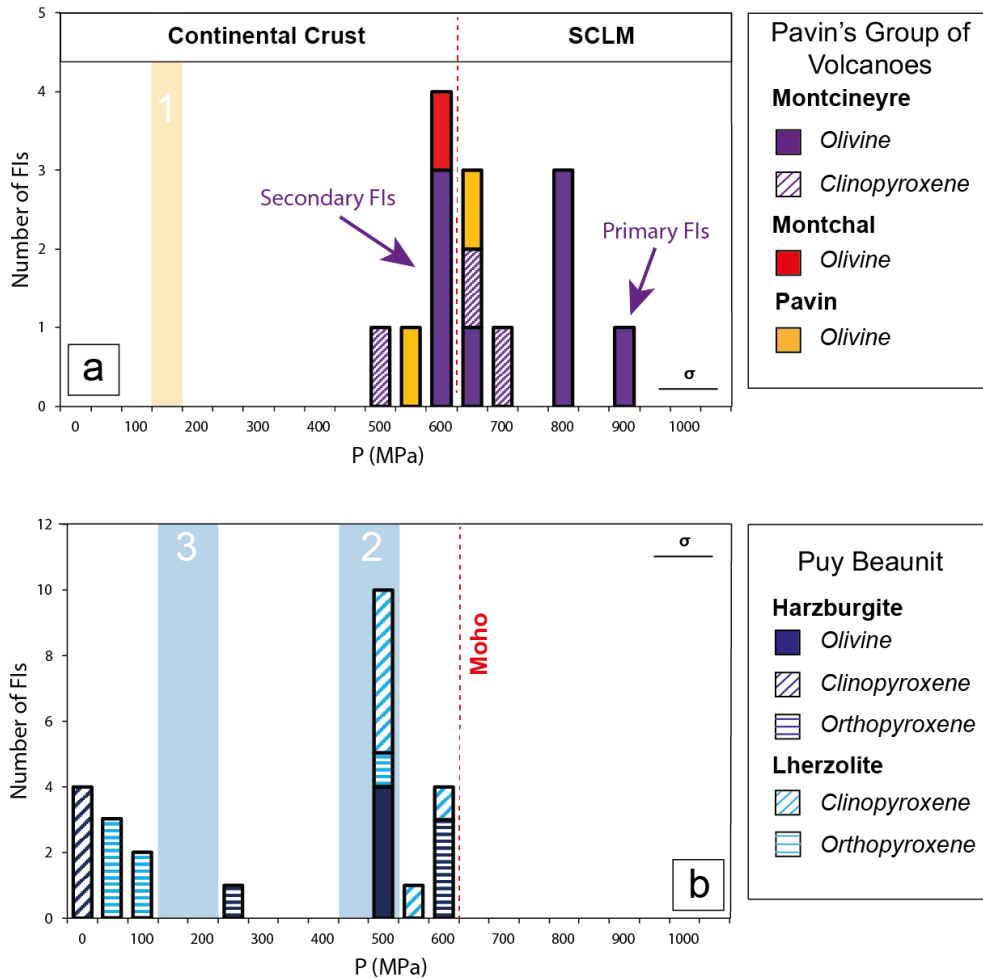 Continental Crust
SCLM
5
4
3
2
1
0
Number of FIs
1
Secondary FIs
Primary FIs
σ
a
0 100 200 300 400 500 600 700 800 900 1000
P (MPa)
Pavin's Group of
Volcanoes
Montcineyre
Olivine
Clinopyroxene
Montchal
Olivine
Pavin
Olivine
12
10
8
6
4
2
0
Number of FIs
3
2
Moho
σ
b
0 100 200 300 400 500 600 700 800 900 1000
P (MPa)
Puy Beaunit
Harzburgite
Olivine
Clinopyroxene
Orthopyroxene
Lherzolite
Clinopyroxene
Orthopyroxene